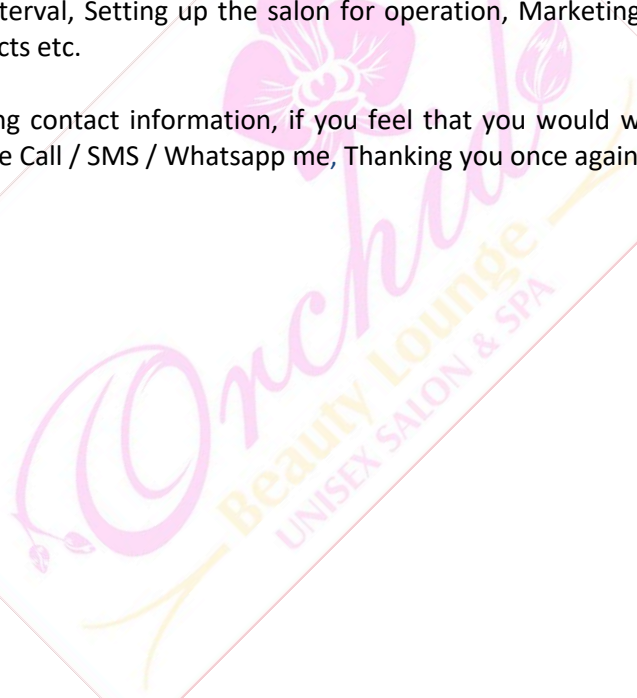 terval, Setting up the salon for operation, Marketing
cts etc.
ng contact information, if you feel that you would w
e Call / SMS / Whatsapp me, Thanking you once again
Orchid
Beauty Lounge
UNISEX SALON & SPA